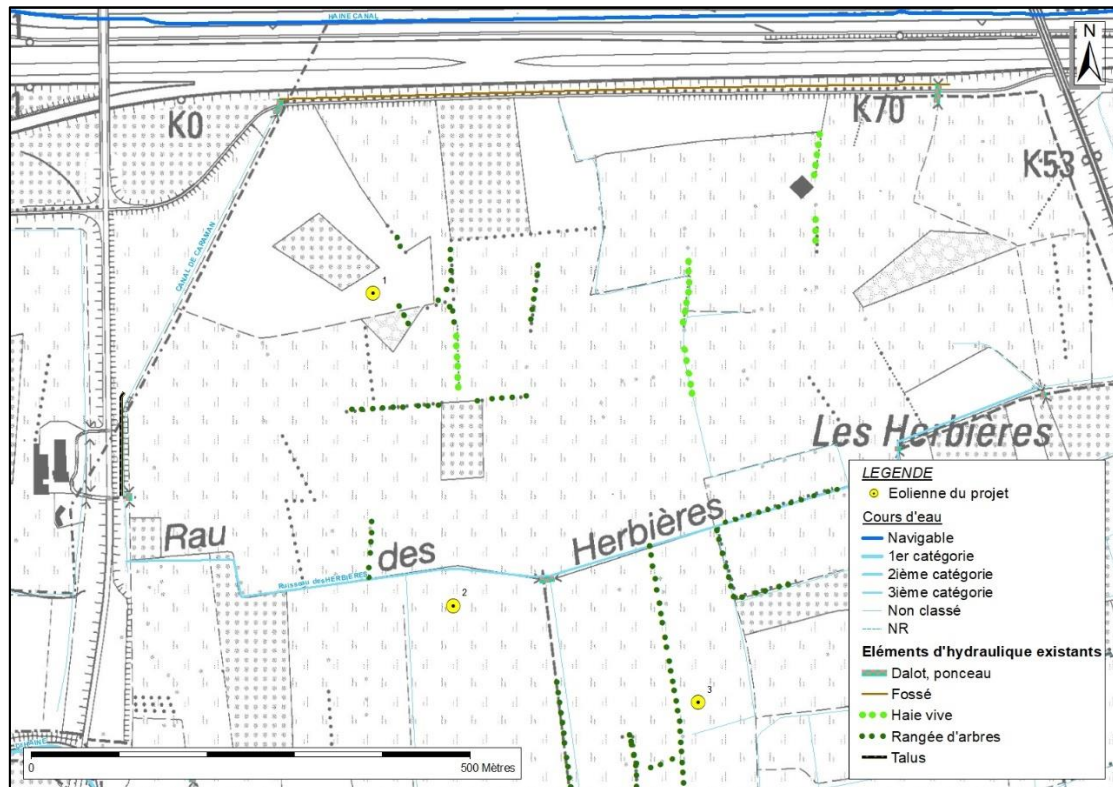 HAINE CANAL
N
K0
K70
K53
CANAL DE CARAMAN
1
Les Herbières
Rau
des
Herbières
Ruisseau des HERBIERES
2
3
LEGENDE
Eolienne du projet
Cours d'eau
Navigable
1er catégorie
2ième catégorie
3ième catégorie
Non classé
NR
Eléments d'hydraulique existants
Dalot, ponceau
Fossé
Haie vive
Rangée d'arbres
Talus
0
500 Mètres